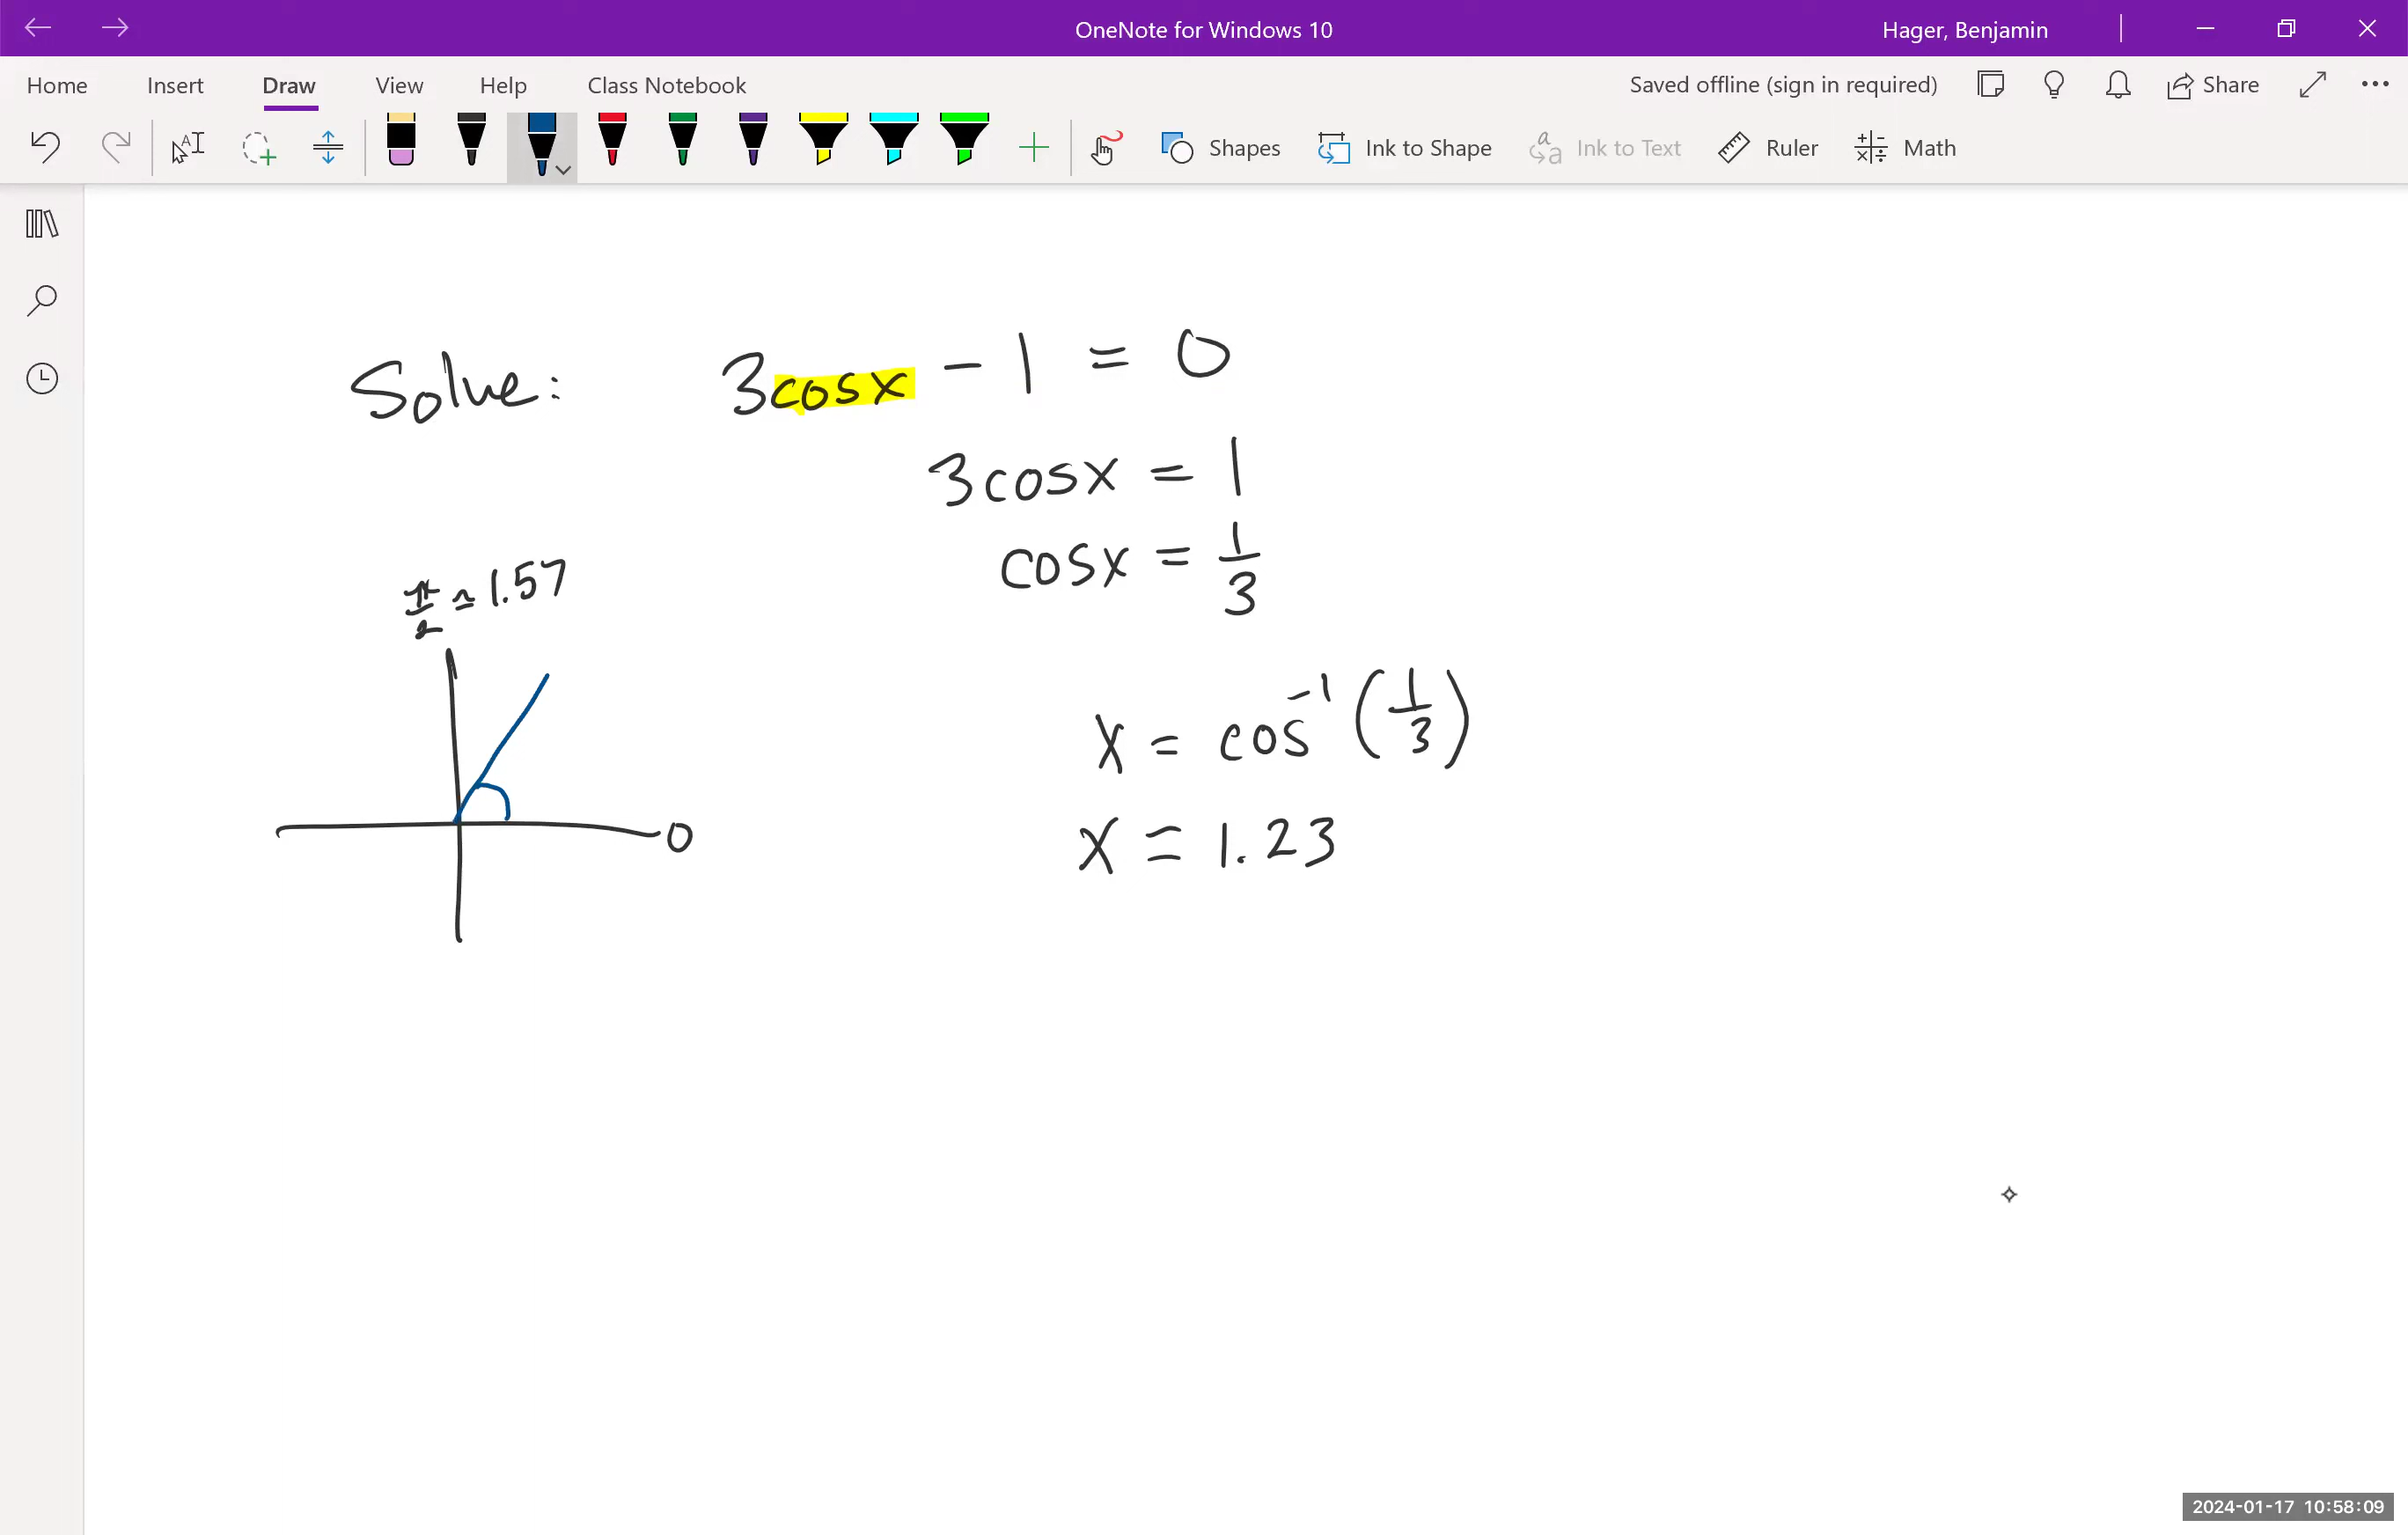 OneNote for Windows 10
Hager, Benjamin
Home Insert Draw View Help Class Notebook
Saved offline (sign in required) Share
Shapes Ink to Shape Ink to Text Ruler Math
Solve: 3cosx - 1 = 0
3cosx = 1
cosx = 1/3
π/2 ≈ 1.57
0
x = cos⁻¹(1/3)
x ≈ 1.23
2024-01-17 10:58:09